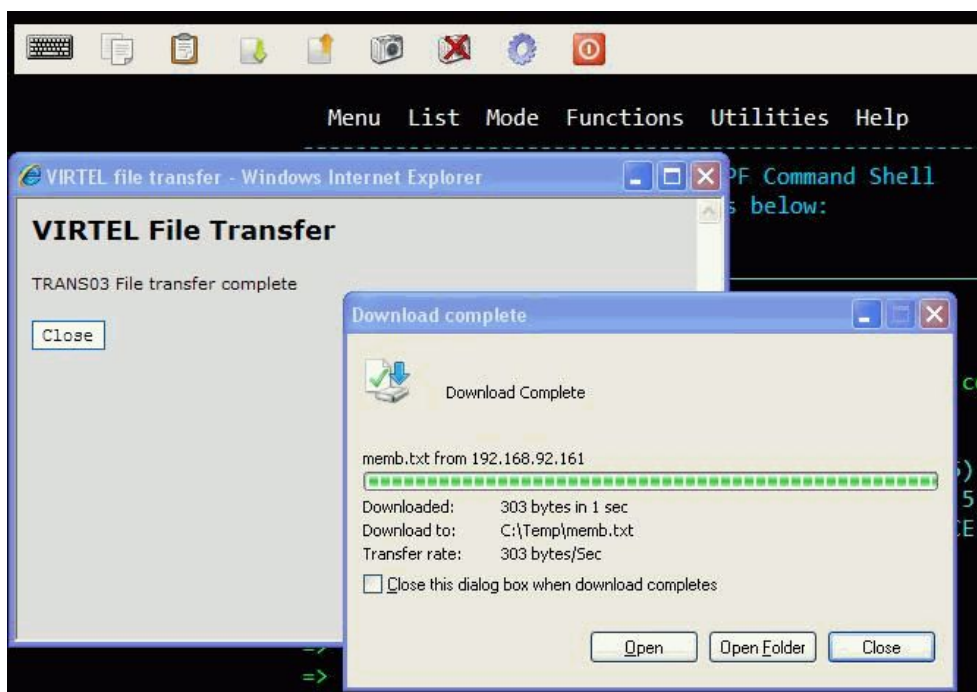 Menu List Mode Functions Utilities Help
VIRTEL file transfer - Windows Internet Explorer
PF Command Shell
s below:
VIRTEL File Transfer
TRANS03 File transfer complete
Close
Download complete
Download Complete
memb.txt from 192.168.92.161
Downloaded: 303 bytes in 1 sec
Download to: C:\Temp\memb.txt
Transfer rate: 303 bytes/Sec
Close this dialog box when download completes
Open Open Folder Close
=>
=>